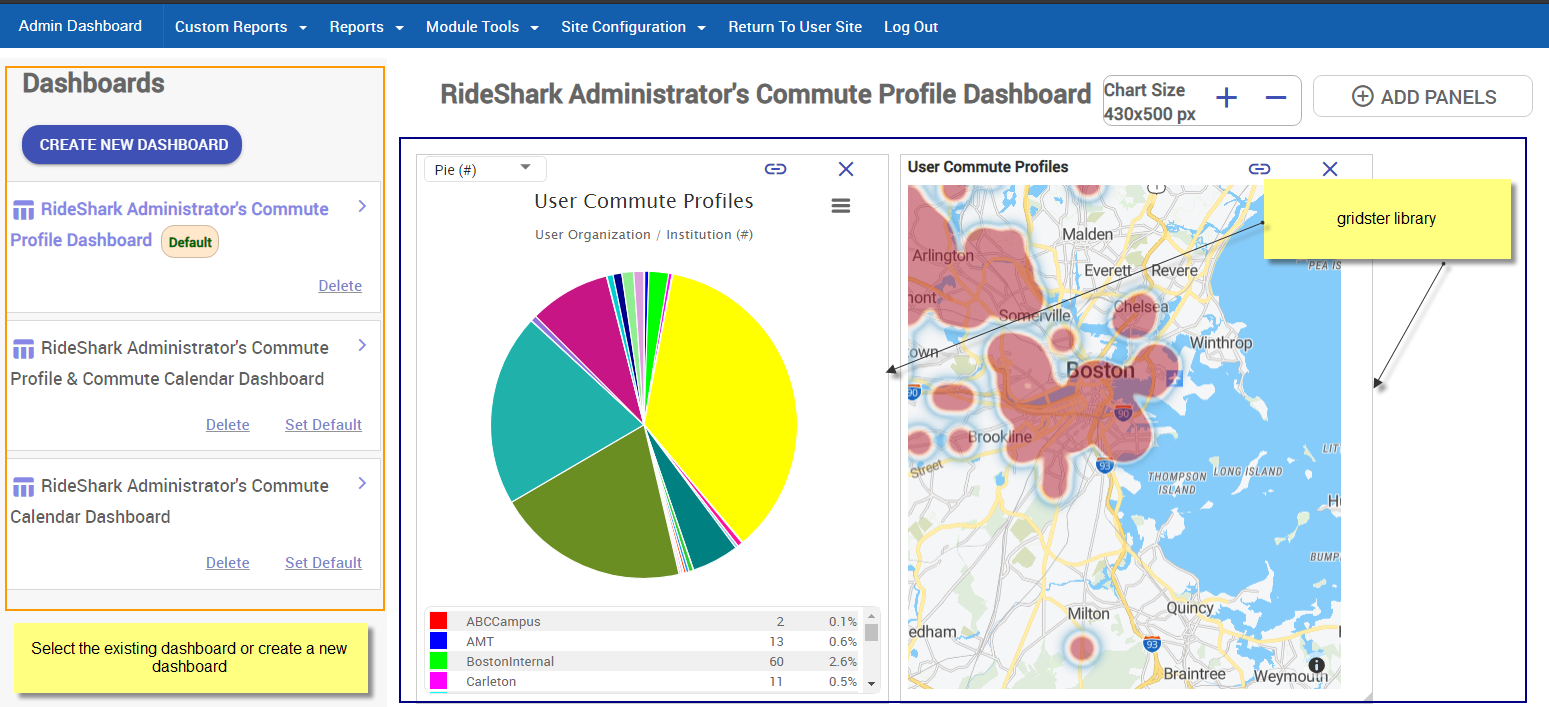 Admin Dashboard
Custom Reports
Reports
Module Tools
Site Configuration
Return To User Site
Log Out
Dashboards
CREATE NEW DASHBOARD
RideShark Administrator's Commute
Profile Dashboard
Default
Delete
RideShark Administrator's Commute
Profile & Commute Calendar Dashboard
Delete
Set Default
RideShark Administrator's Commute
Calendar Dashboard
Delete
Set Default
Select the existing dashboard or create a new
dashboard
RideShark Administrator's Commute Profile Dashboard
Chart Size
430x500 px
ADD PANELS
Pie (#)
User Commute Profiles
User Organization / Institution (#)
ABCCampus 2 0.1%
AMT 13 0.6%
BostonInternal 60 2.6%
Carleton 11 0.5%
User Commute Profiles
gridster library
Malden
Arlington
Everett
Revere
PEA IS
mont
Chelsea
Somerville
Winthrop
own
Boston
90
90
Brookline
Street
93
THOMPSON
ISLAND
LONG ISLAND
LIT
H
BUMP
Milton
Quincy
edham
93
Braintree
Weymouth